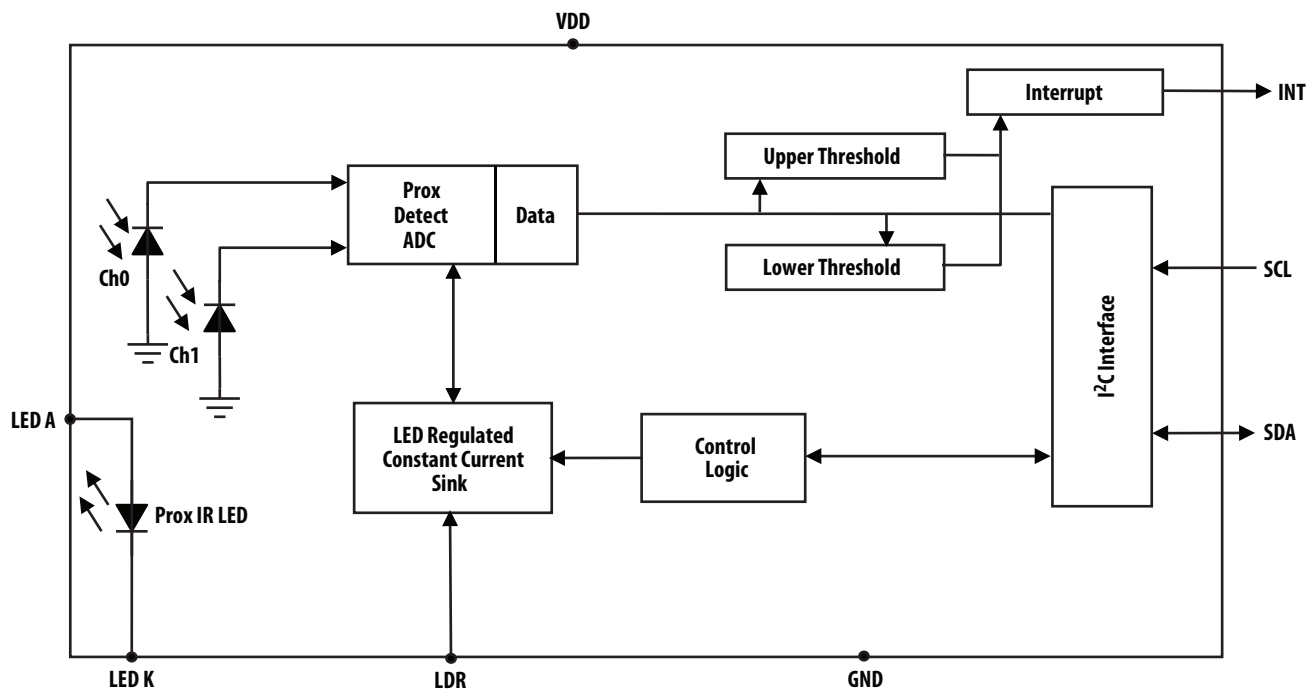 VDD
Interrupt
INT
Upper Threshold
Prox
Detect
ADC
Data
Lower Threshold
SCL
Ch0
I²C Interface
Ch1
LED A
LED Regulated
Constant Current
Sink
Control
Logic
SDA
Prox IR LED
LED K
LDR
GND